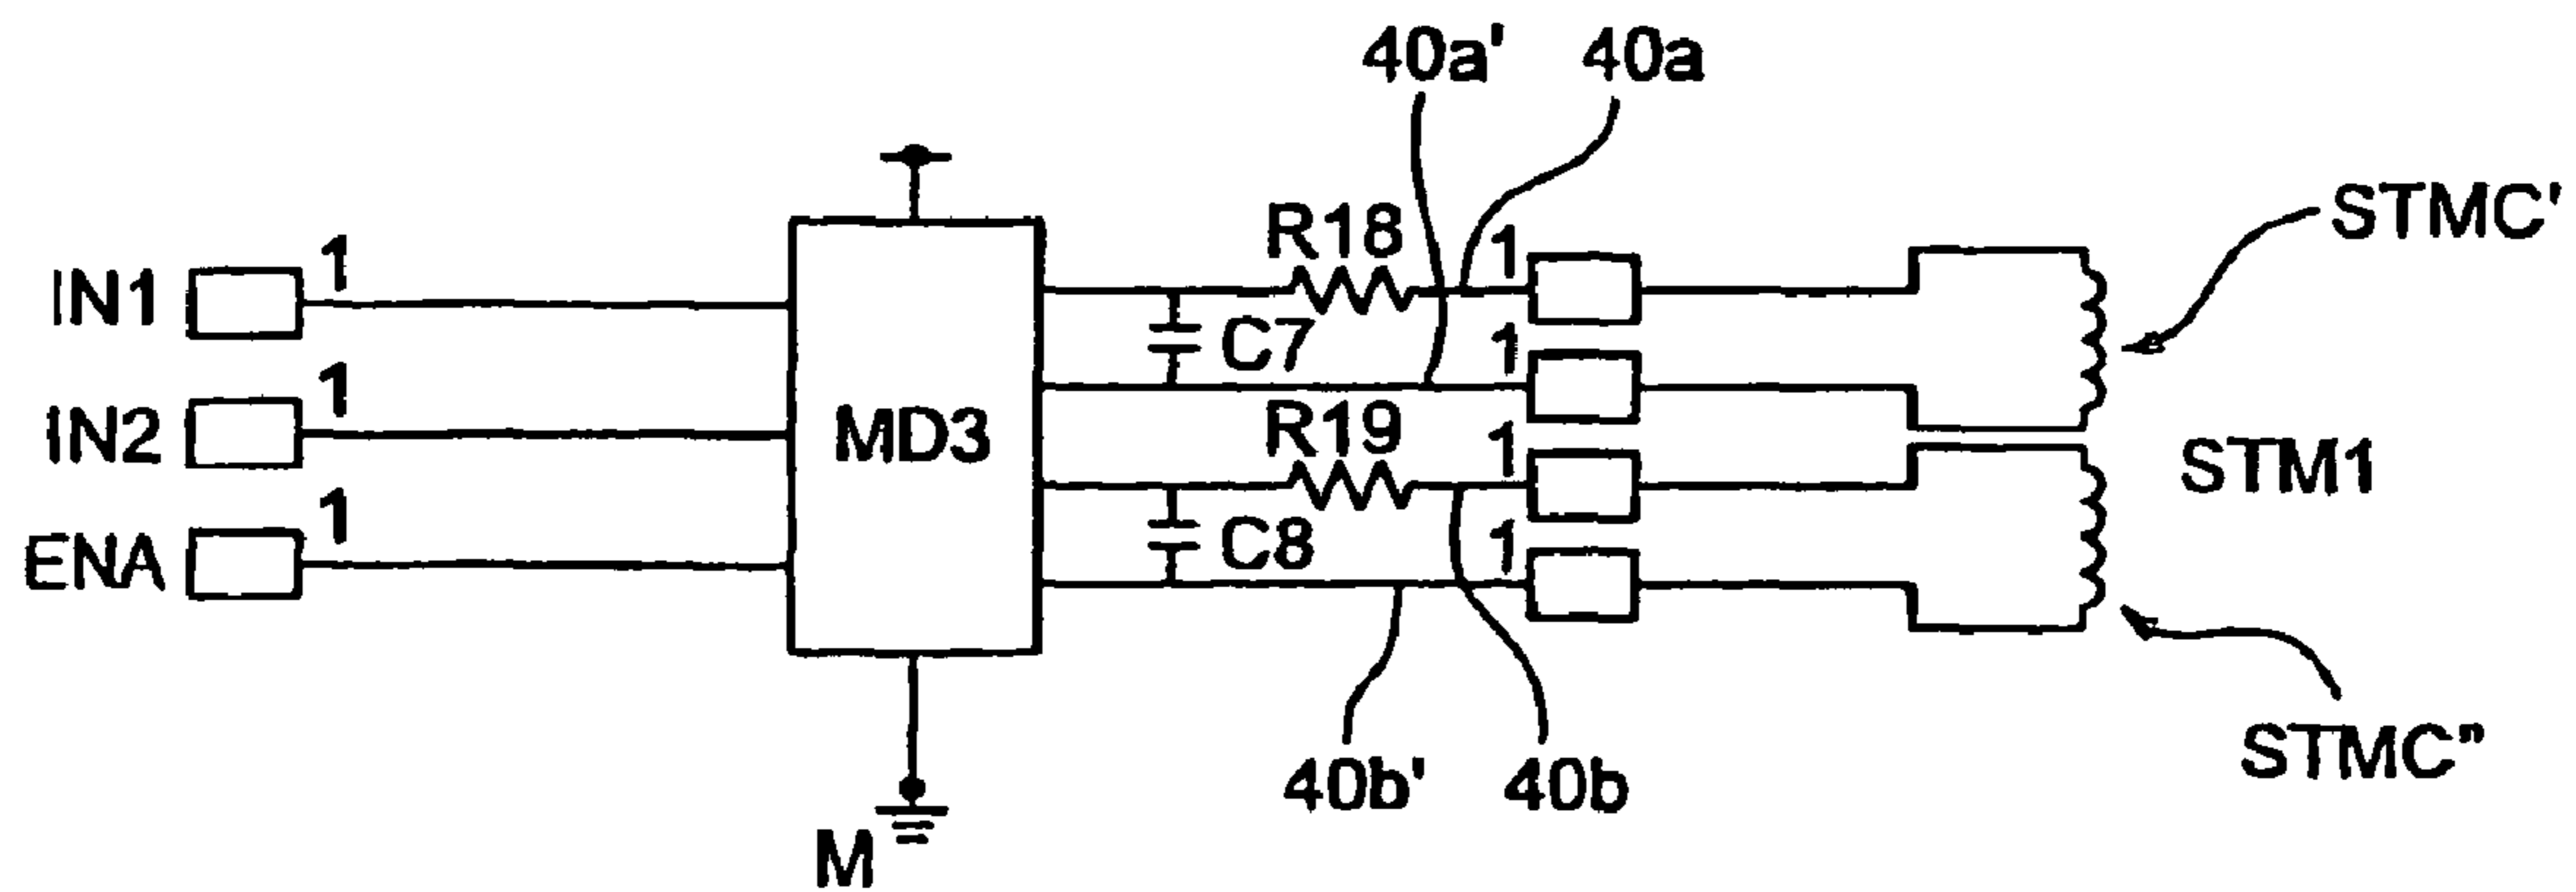 40a' 40a
STMC'
R18
1
1
IN1
C7
1
1
IN2
MD3
R19
1
STM1
1
ENA
C8
1
STMC"
40b' 40b
M